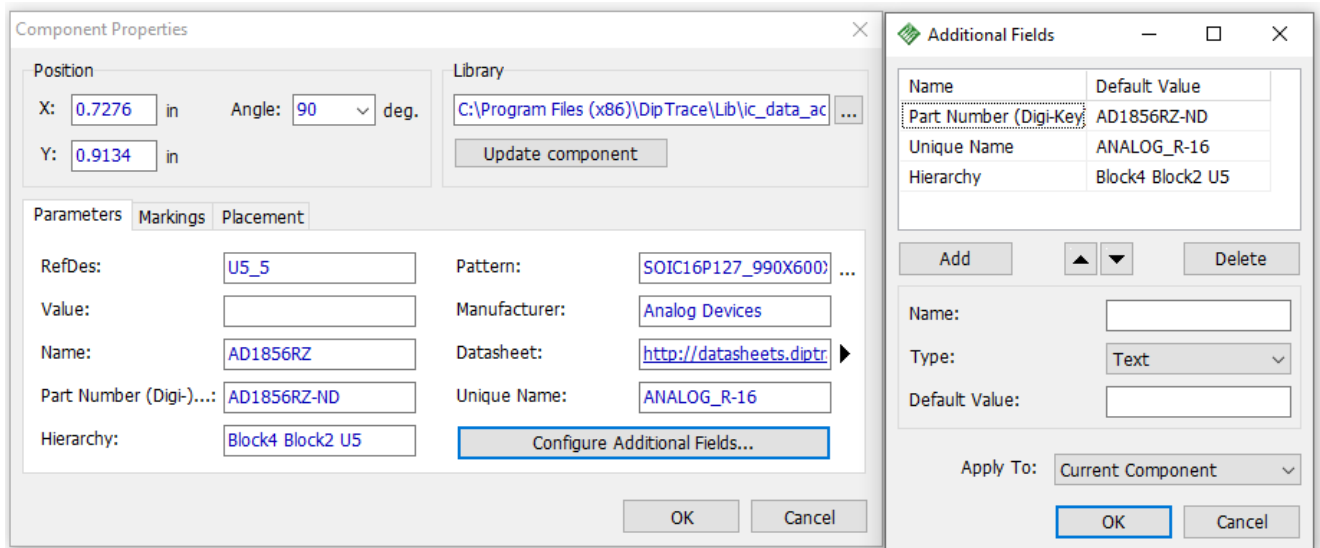 Component Properties
Position
X: 0.7276 in Angle: 90 deg.
Y: 0.9134 in
Library
C:\Program Files (x86)\DipTrace\Lib\ic_data_ac ...
Update component
Parameters Markings Placement
RefDes: U5_5
Value:
Name: AD1856RZ
Part Number (Digi-)...: AD1856RZ-ND
Hierarchy: Block4 Block2 U5
Pattern: SOIC16P127_990X600X ...
Manufacturer: Analog Devices
Datasheet: http://datasheets.diptr
Unique Name: ANALOG_R-16
Configure Additional Fields...
OK Cancel
Additional Fields
Name Default Value
Part Number (Digi-Key AD1856RZ-ND
Unique Name ANALOG_R-16
Hierarchy Block4 Block2 U5
Add Delete
Name:
Type: Text
Default Value:
Apply To: Current Component
OK Cancel